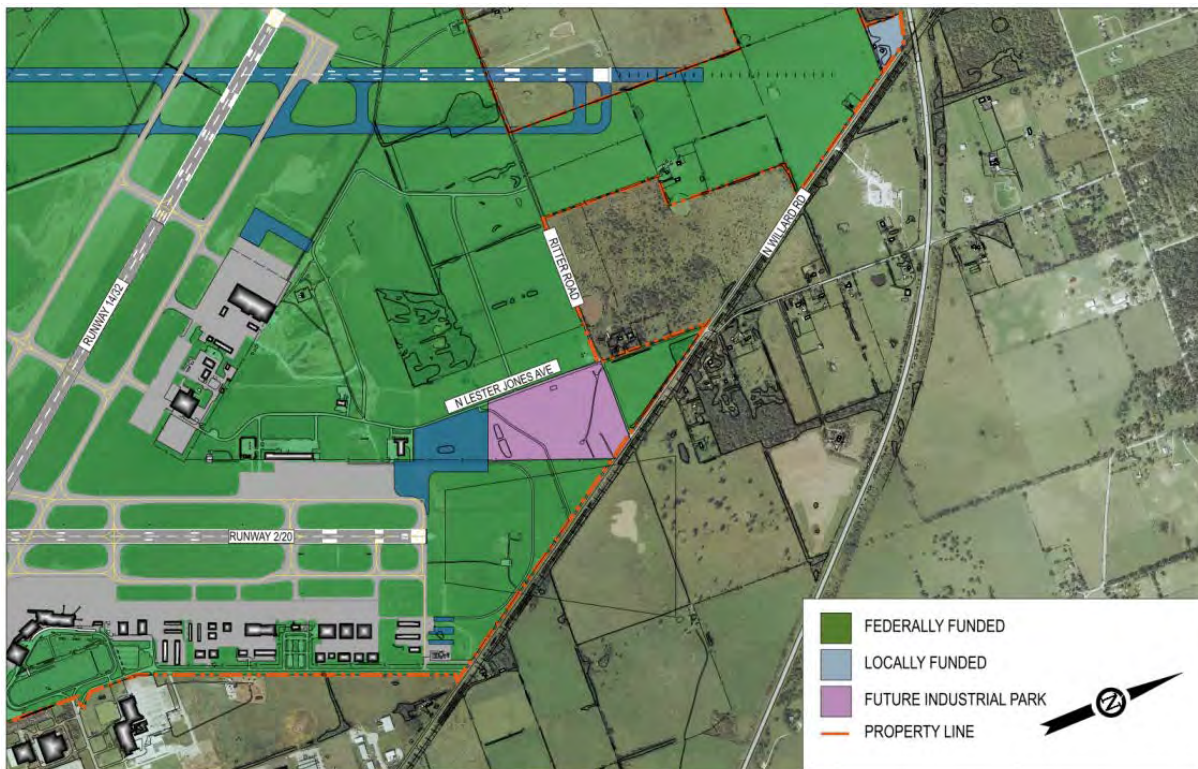 RUNWAY 14/32
RITTER ROAD
N WILLARD RD
N LESTER JONES AVE
RUNWAY 2/20
FEDERALLY FUNDED
LOCALLY FUNDED
FUTURE INDUSTRIAL PARK
PROPERTY LINE
N